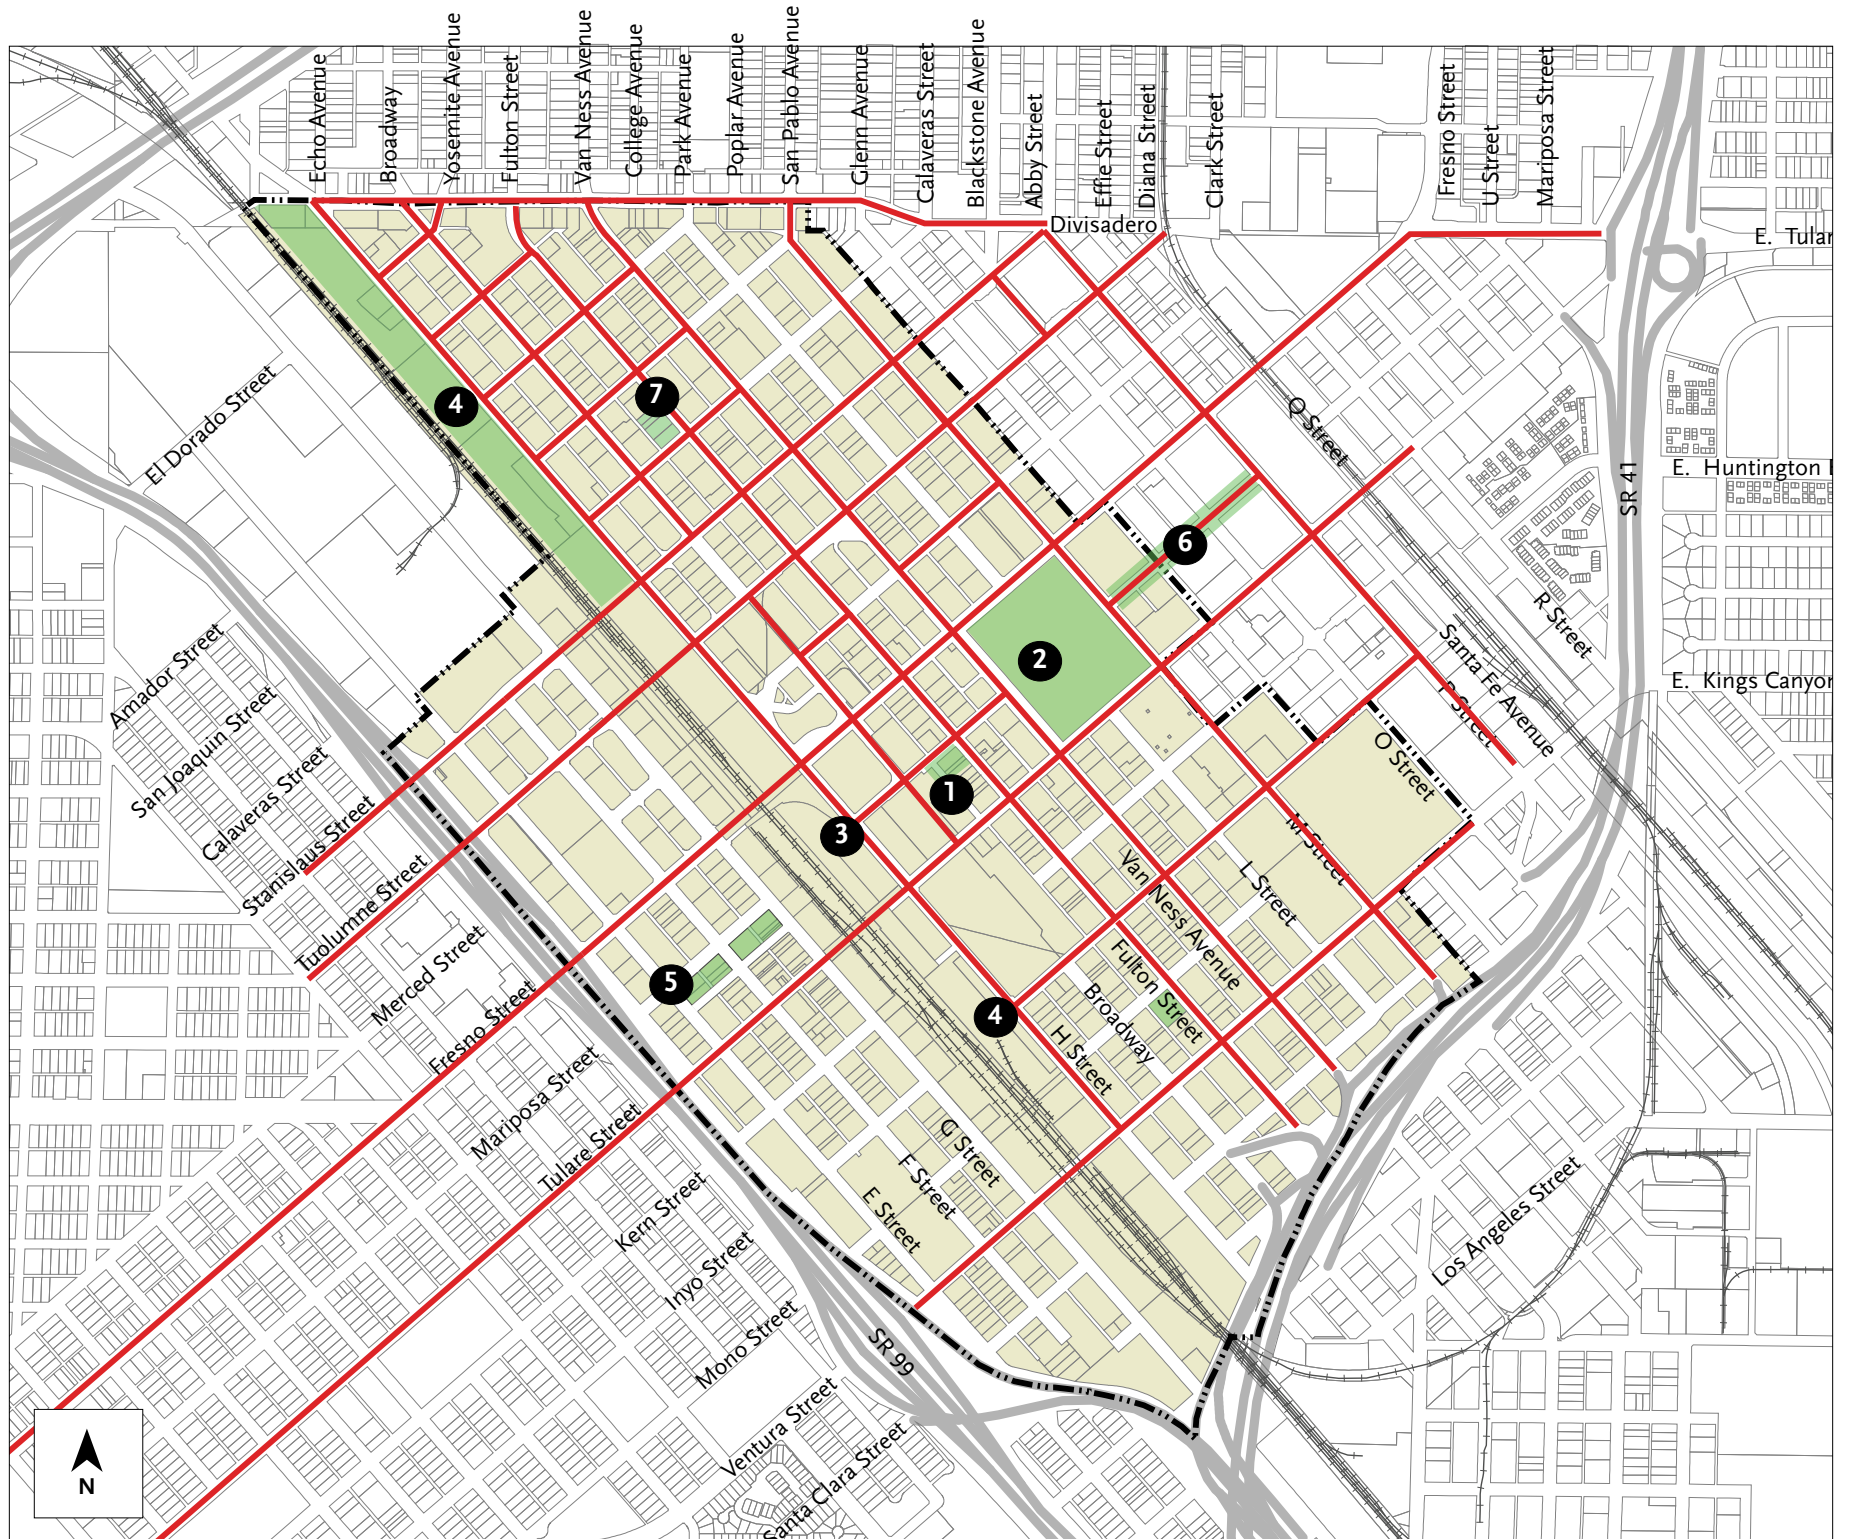 Echo Avenue
Broadway
Yosemite Avenue
Fulton Street
Van Ness Avenue
College Avenue
Park Avenue
Poplar Avenue
San Pablo Avenue
Glenn Avenue
Calaveras Street
Blackstone Avenue
Abby Street
Effie Street
Diana Street
Clark Street
Fresno Street
U Street
Mariposa Street
Divisadero
E. Tular
4
7
El Dorado Street
Q Street
SR 41
E. Huntington
6
R Street
2
Santa Fe Avenue
P Street
E. Kings Canyon
Amador Street
San Joaquin Street
Calaveras Street
Stanislaus Street
Tuolumne Street
O Street
1
3
M Street
L Street
Van Ness Avenue
Merced Street
Fresno Street
5
4
Fulton Street
Broadway
H Street
Mariposa Street
Tulare Street
G Street
F Street
E Street
Kern Street
Inyo Street
Mono Street
Los Angeles Street
SR 99
Ventura Street
Santa Clara Street
N